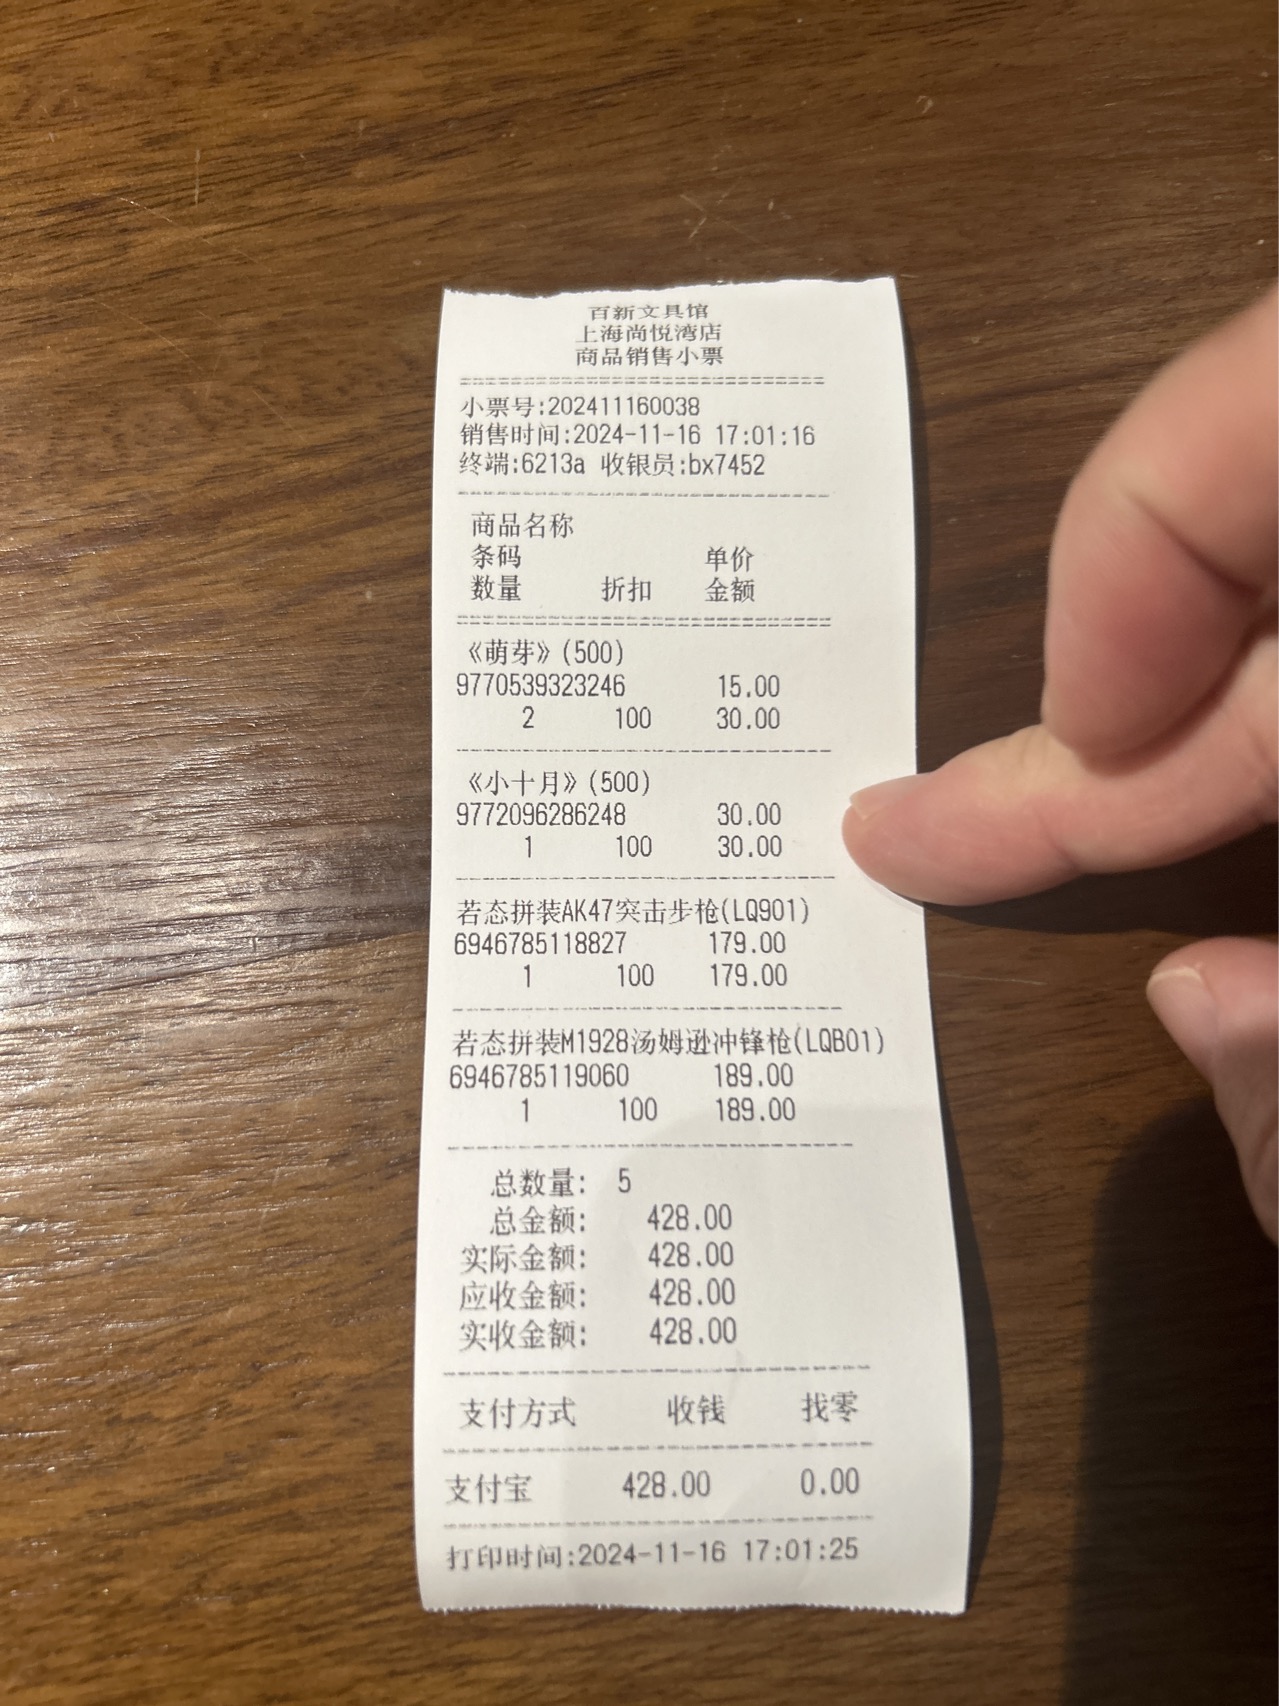 百新文具馆
上海尚悦湾店
商品销售小票
小票号:202411160038
销售时间:2024-11-16 17:01:16
终端:6213a 收银员:bx7452
商品名称
条码 单价
数量 折扣 金额
《萌芽》(500)
9770539323246 15.00
2 100 30.00
《小十月》(500)
9772096286248 30.00
1 100 30.00
若态拼装AK47突击步枪(LQ901)
6946785118827 179.00
1 100 179.00
若态拼装M1928汤姆逊冲锋枪(LQB01)
6946785119060 189.00
1 100 189.00
总数量: 5
总金额: 428.00
实际金额: 428.00
应收金额: 428.00
实收金额: 428.00
支付方式 收钱 找零
支付宝 428.00 0.00
打印时间:2024-11-16 17:01:25